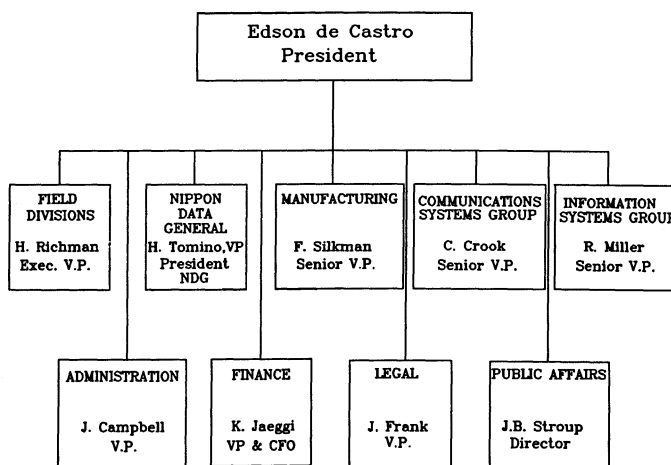 Edson de Castro
President
FIELD
DIVISIONS
H. Richman
Exec. V.P.
NIPPON
DATA
GENERAL
H. Tomino,VP
President
NDG
MANUFACTURING
F. Silkman
Senior V.P.
COMMUNICATIONS
SYSTEMS GROUP
C. Crook
Senior V.P.
INFORMATION
SYSTEMS GROUP
R. Miller
Senior V.P.
ADMINISTRATION
J. Campbell
V.P.
FINANCE
K. Jaeggi
VP & CFO
LEGAL
J. Frank
V.P.
PUBLIC AFFAIRS
J.B. Stroup
Director